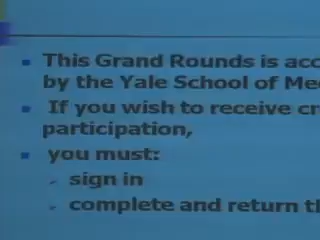 This Grand Rounds is acc
by the Yale School of Me
If you wish to receive cr
participation,
you must:
sign in
complete and return th